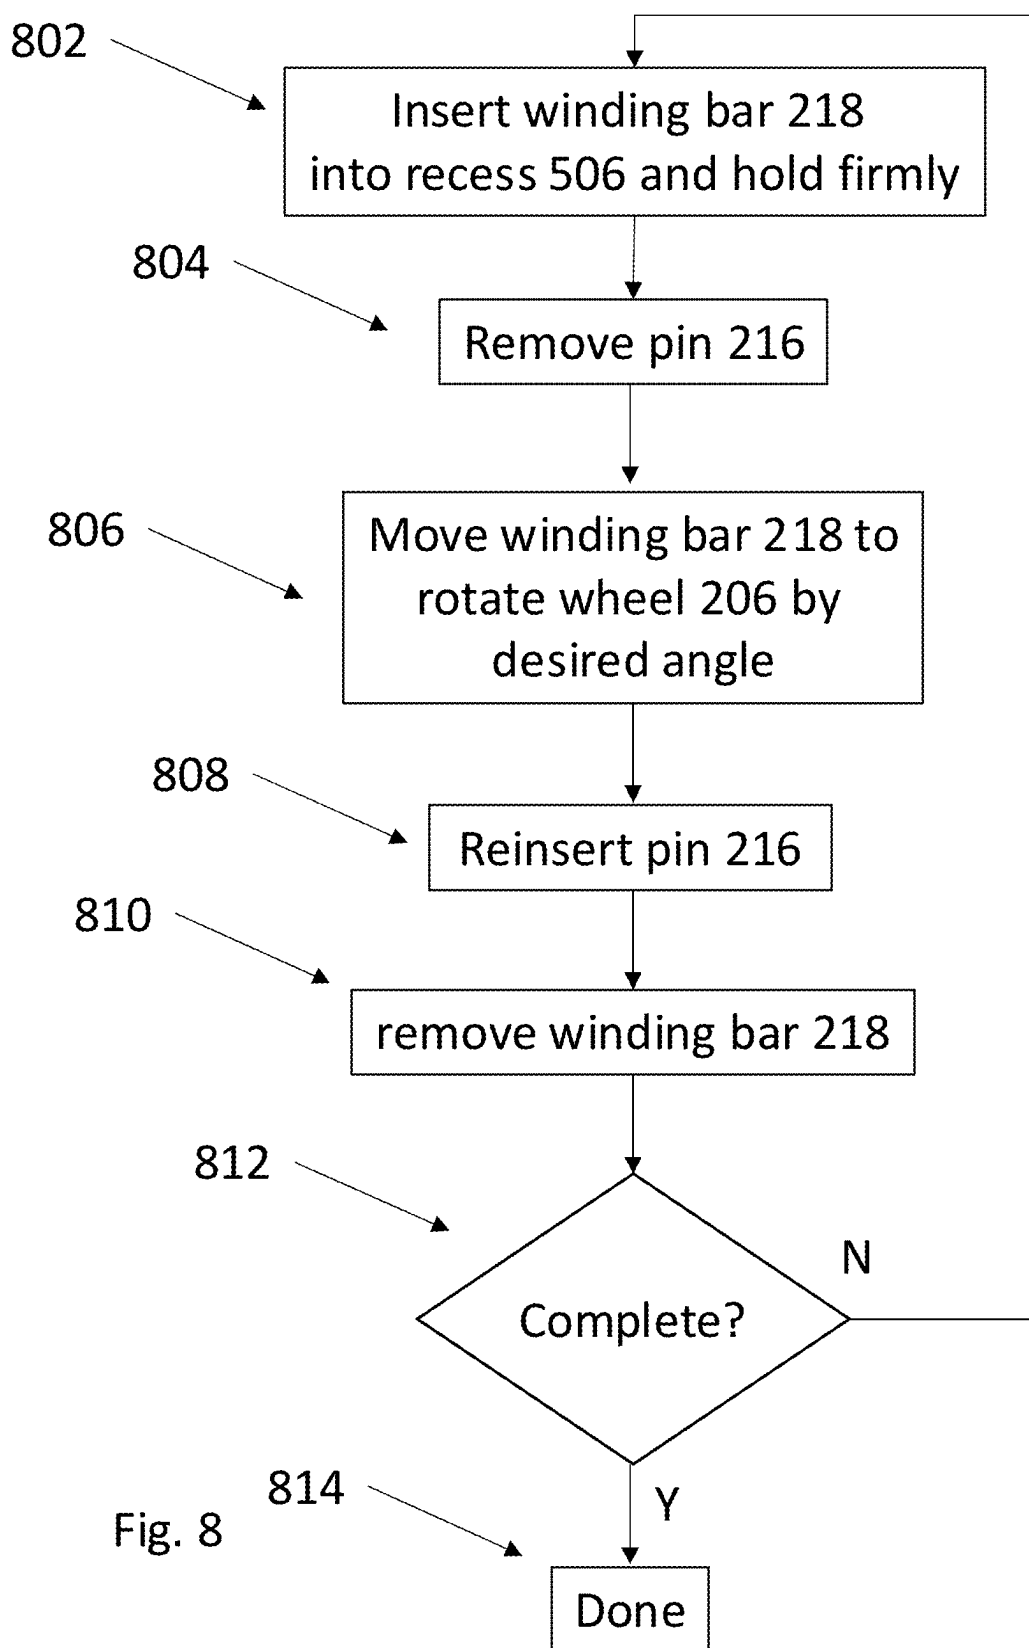 802
Insert winding bar 218
into recess 506 and hold firmly
804
Remove pin 216
806
Move winding bar 218 to
rotate wheel 206 by
desired angle
808
Reinsert pin 216
810
remove winding bar 218
812
Complete?
N
Y
814
Done
Fig. 8